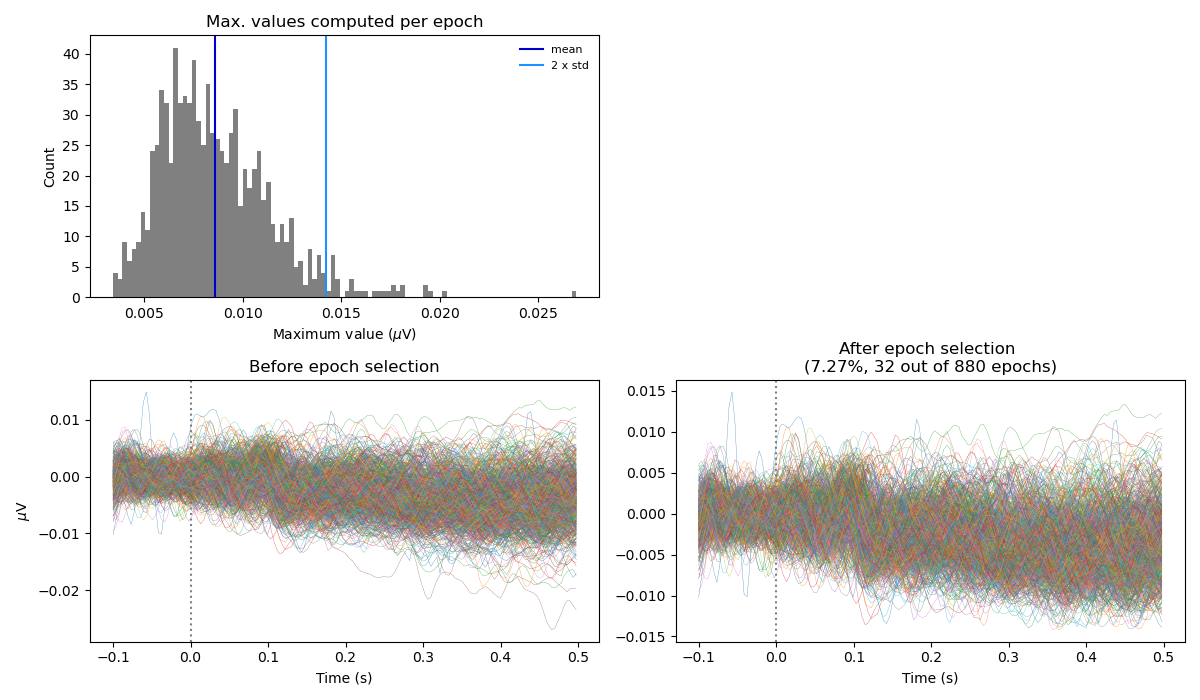 Max. values computed per epoch
40
35
30
25
20
15
10
5
0
Count
mean
2 x std
0.005 0.010 0.015 0.020 0.025
Maximum value (μV)
Before epoch selection
0.01
0.00
−0.01
−0.02
μV
−0.1 0.0 0.1 0.2 0.3 0.4 0.5
Time (s)
After epoch selection
(7.27%, 32 out of 880 epochs)
0.015
0.010
0.005
0.000
−0.005
−0.010
−0.015
−0.1 0.0 0.1 0.2 0.3 0.4 0.5
Time (s)